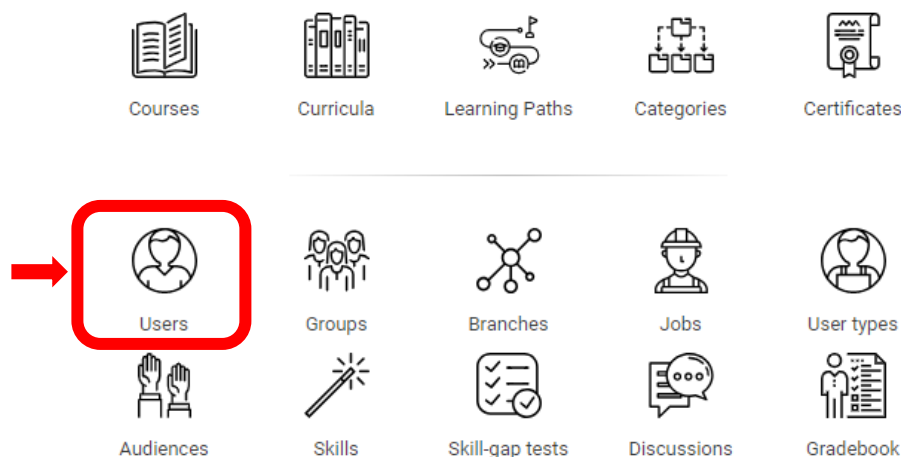 Courses Curricula Learning Paths Categories Certificates
Users Groups Branches Jobs User types
Audiences Skills Skill-gap tests Discussions Gradebook